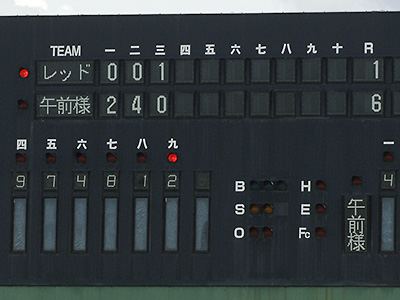 TEAM 一 二 三 四 五 六 七 八 九 十 R
レッド 0 0 1 1
午前様 2 4 0 6
四 五 六 七 八 九 一
9 7 4 8 1 2 4
B H
S E
O Fc
午前様